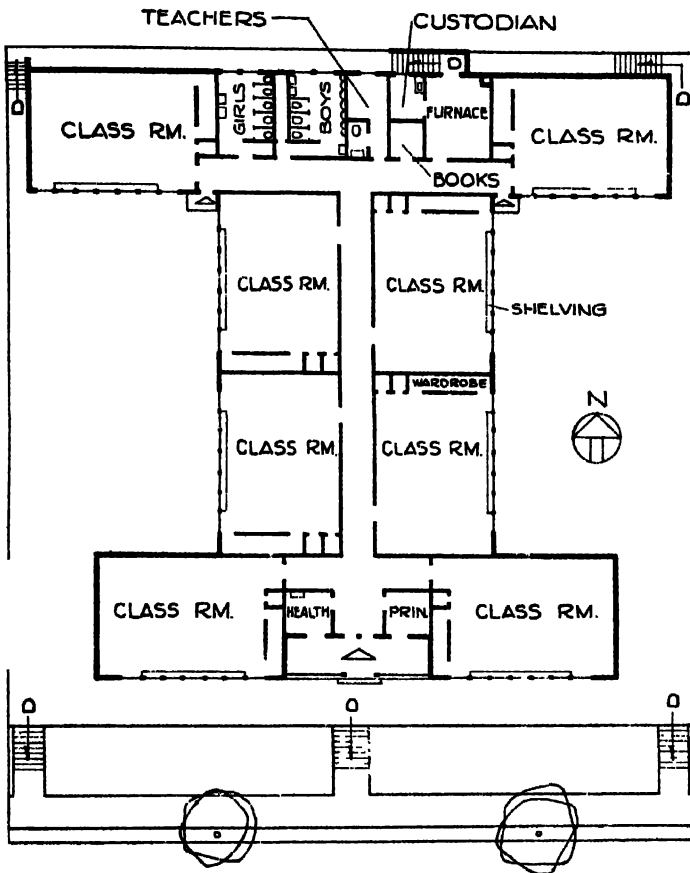 TEACHERS
CUSTODIAN
D
D
D
CLASS RM.
GIRLS
BOYS
FURNACE
CLASS RM.
BOOKS
CLASS RM.
CLASS RM.
SHELVING
WARDROBE
N
CLASS RM.
CLASS RM.
CLASS RM.
HEALTH
PRIN.
CLASS RM.
D
D
D